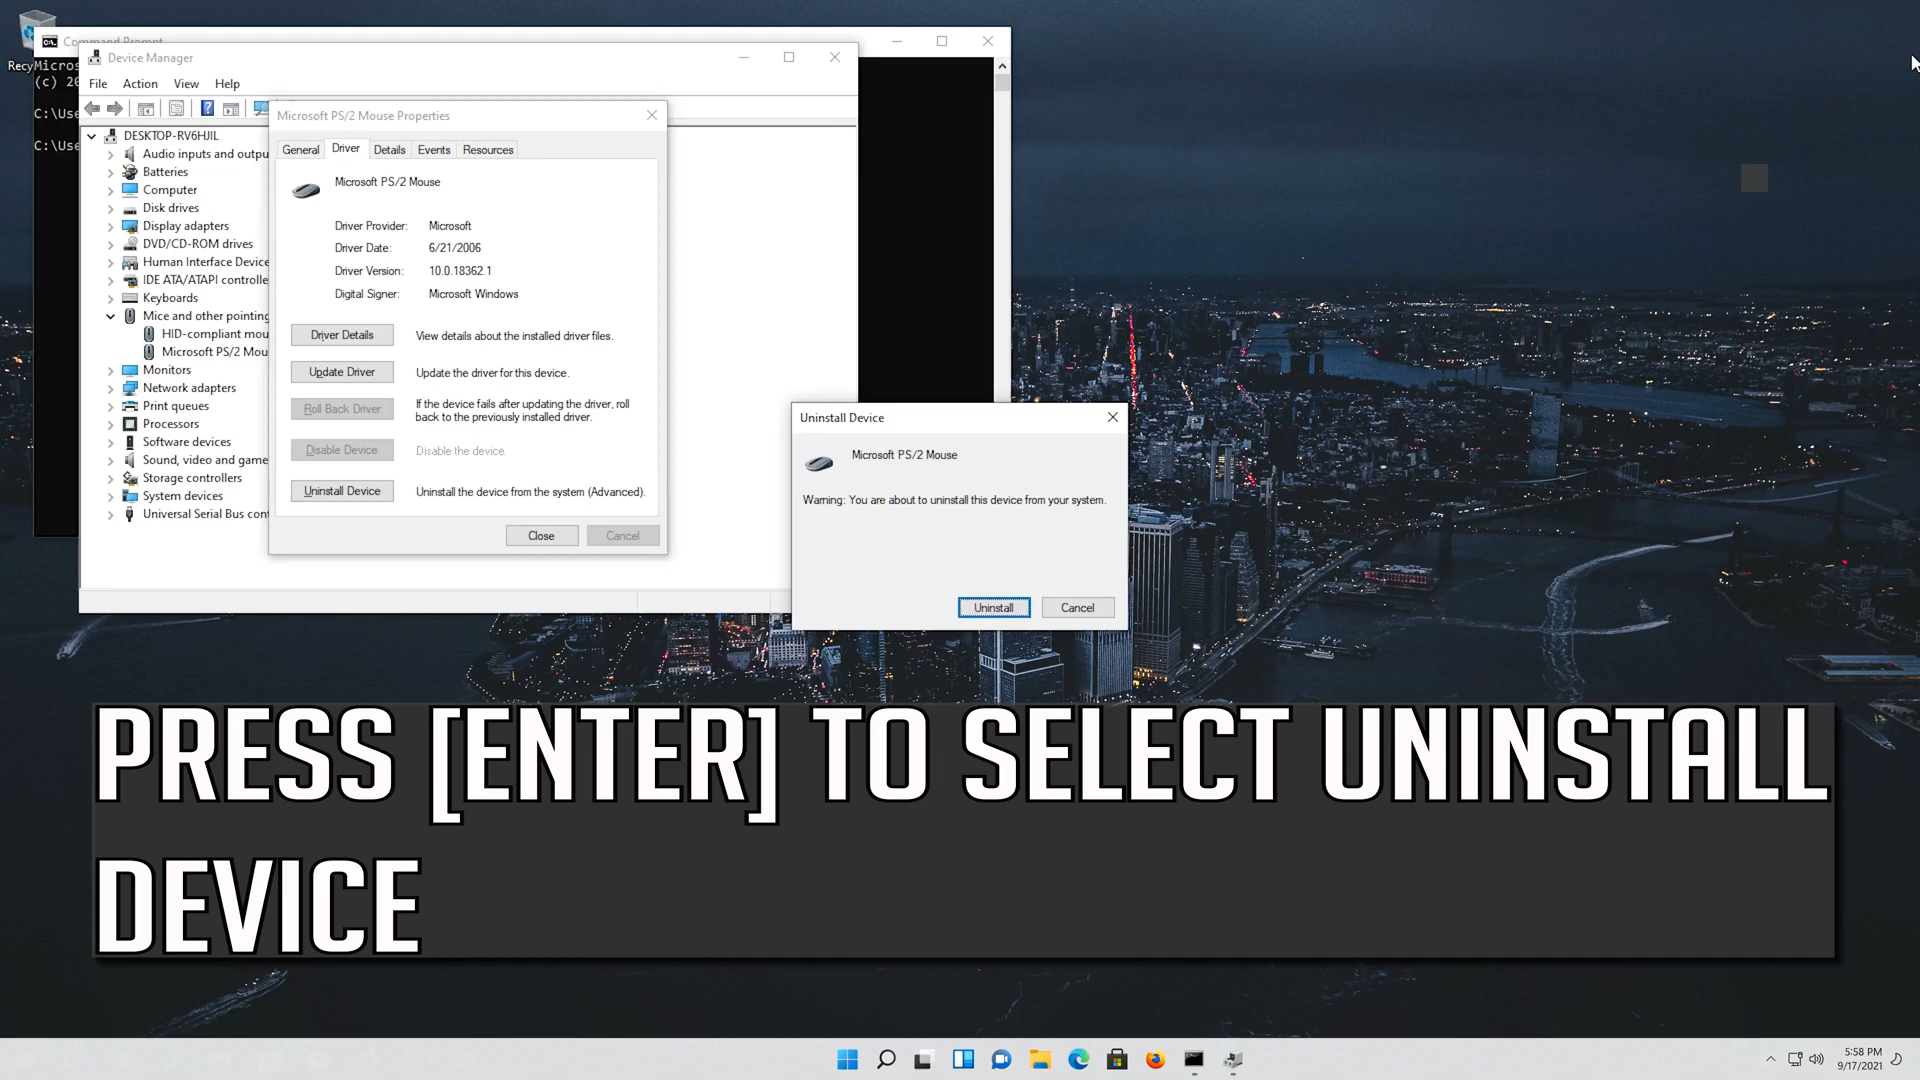 Command Prompt
Device Manager
Recy
Micros
(c) 20
File Action View Help
C:\Use
C:\Use
DESKTOP-RV6HJIL
Audio inputs and outpu
Batteries
Computer
Disk drives
Display adapters
DVD/CD-ROM drives
Human Interface Device
IDE ATA/ATAPI controlle
Keyboards
Mice and other pointing
HID-compliant mou
Microsoft PS/2 Mou
Monitors
Network adapters
Print queues
Processors
Software devices
Sound, video and game
Storage controllers
System devices
Universal Serial Bus cont
Microsoft PS/2 Mouse Properties
General Driver Details Events Resources
Microsoft PS/2 Mouse
Driver Provider: Microsoft
Driver Date: 6/21/2006
Driver Version: 10.0.18362.1
Digital Signer: Microsoft Windows
Driver Details View details about the installed driver files.
Update Driver Update the driver for this device.
Roll Back Driver If the device fails after updating the driver, roll
back to the previously installed driver.
Disable Device Disable the device.
Uninstall Device Uninstall the device from the system (Advanced).
Close Cancel
Uninstall Device
Microsoft PS/2 Mouse
Warning: You are about to uninstall this device from your system.
Uninstall Cancel
PRESS [ENTER] TO SELECT UNINSTALL
DEVICE
5:58 PM
9/17/2021